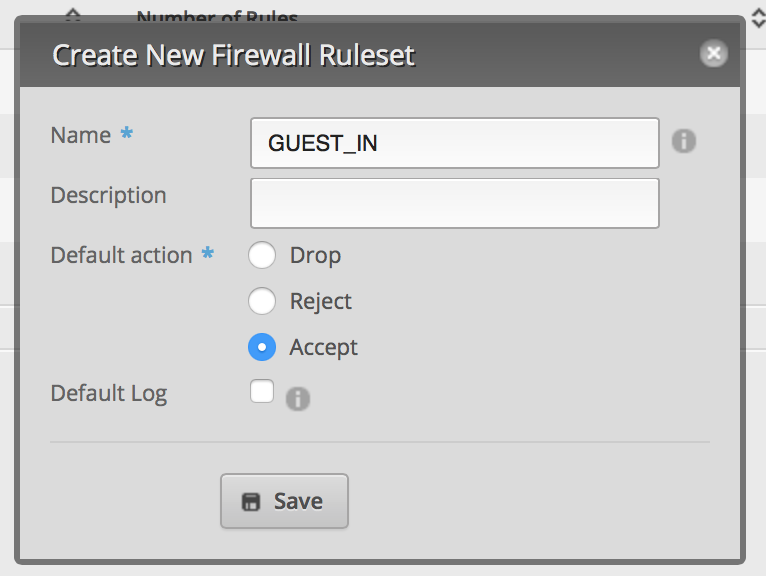 Number of Rules
Create New Firewall Ruleset
Name *
GUEST_IN
Description
Default action *
Drop
Reject
Accept
Default Log
Save